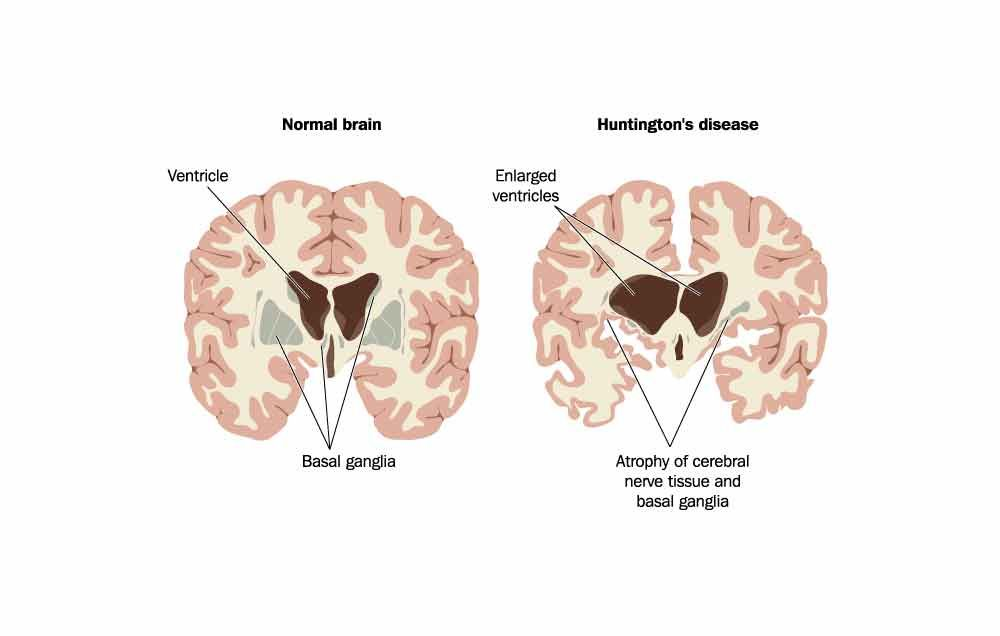 Normal brain
Huntington's disease
Ventricle
Enlarged
ventricles
Basal ganglia
Atrophy of cerebral
nerve tissue and
basal ganglia